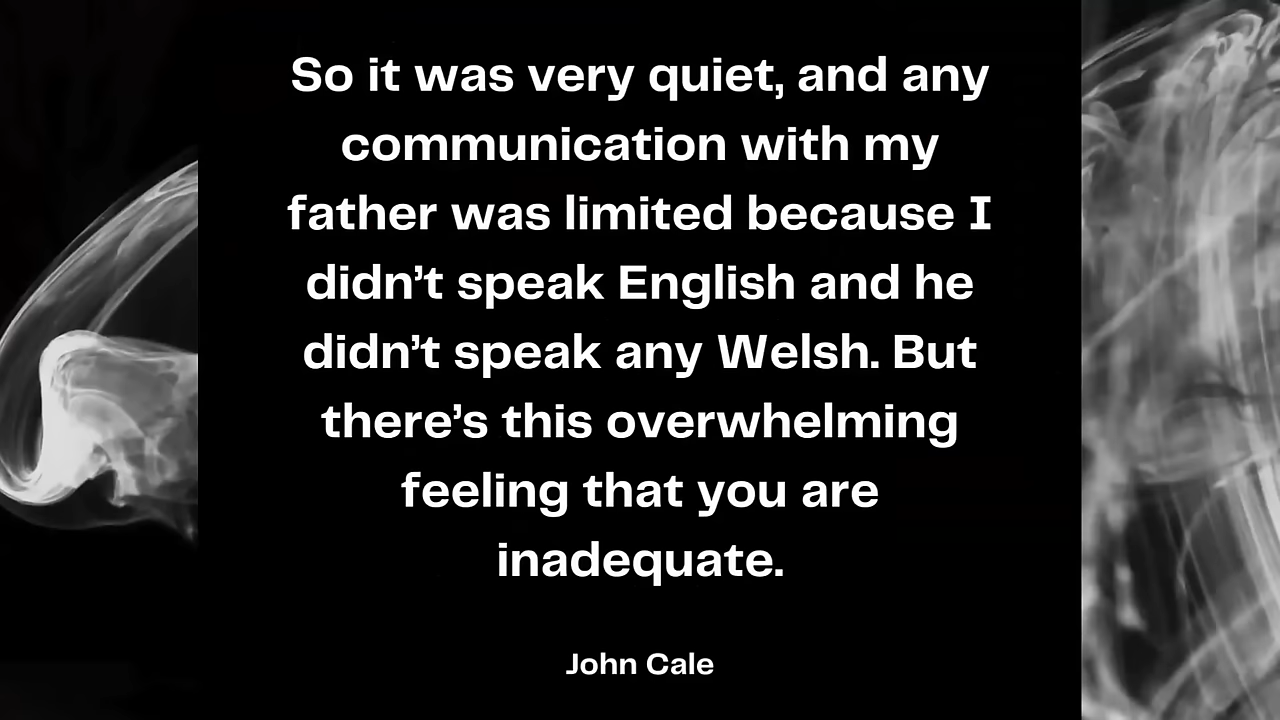 So it was very quiet, and any
communication with my
father was limited because I
didn’t speak English and he
didn’t speak any Welsh. But
there’s this overwhelming
feeling that you are
inadequate.
John Cale